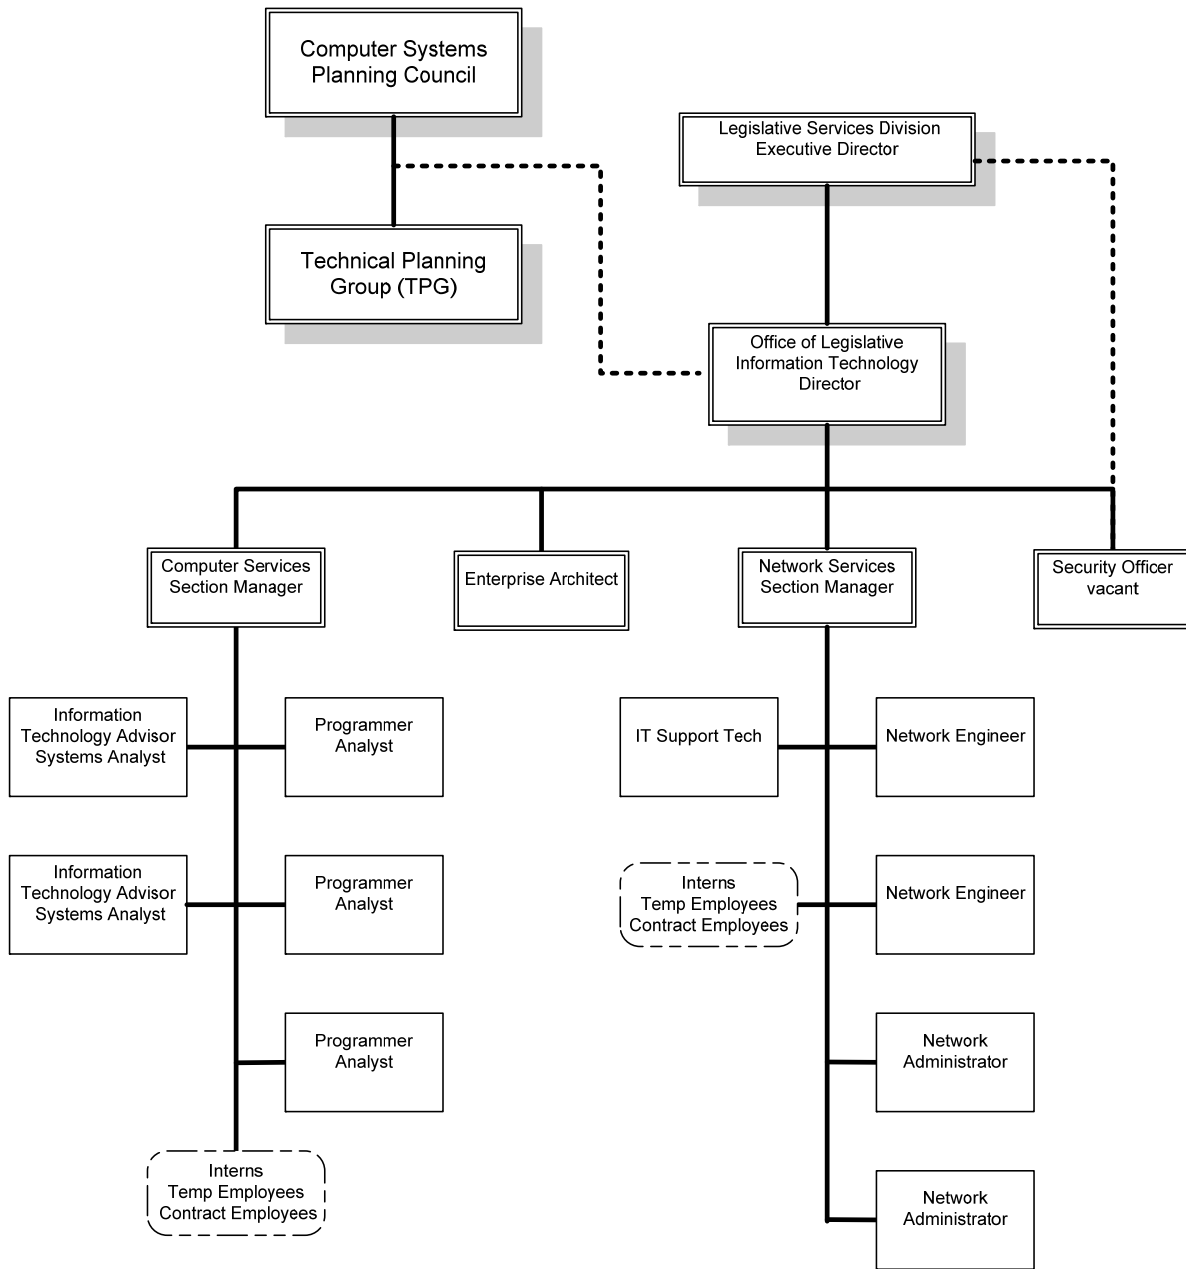 Computer Systems
Planning Council
Legislative Services Division
Executive Director
Technical Planning
Group (TPG)
Office of Legislative
Information Technology
Director
Computer Services
Section Manager
Enterprise Architect
Network Services
Section Manager
Security Officer
vacant
Information
Technology Advisor
Systems Analyst
Programmer
Analyst
IT Support Tech
Network Engineer
Information
Technology Advisor
Systems Analyst
Programmer
Analyst
Interns
Temp Employees
Contract Employees
Network Engineer
Programmer
Analyst
Network
Administrator
Interns
Temp Employees
Contract Employees
Network
Administrator